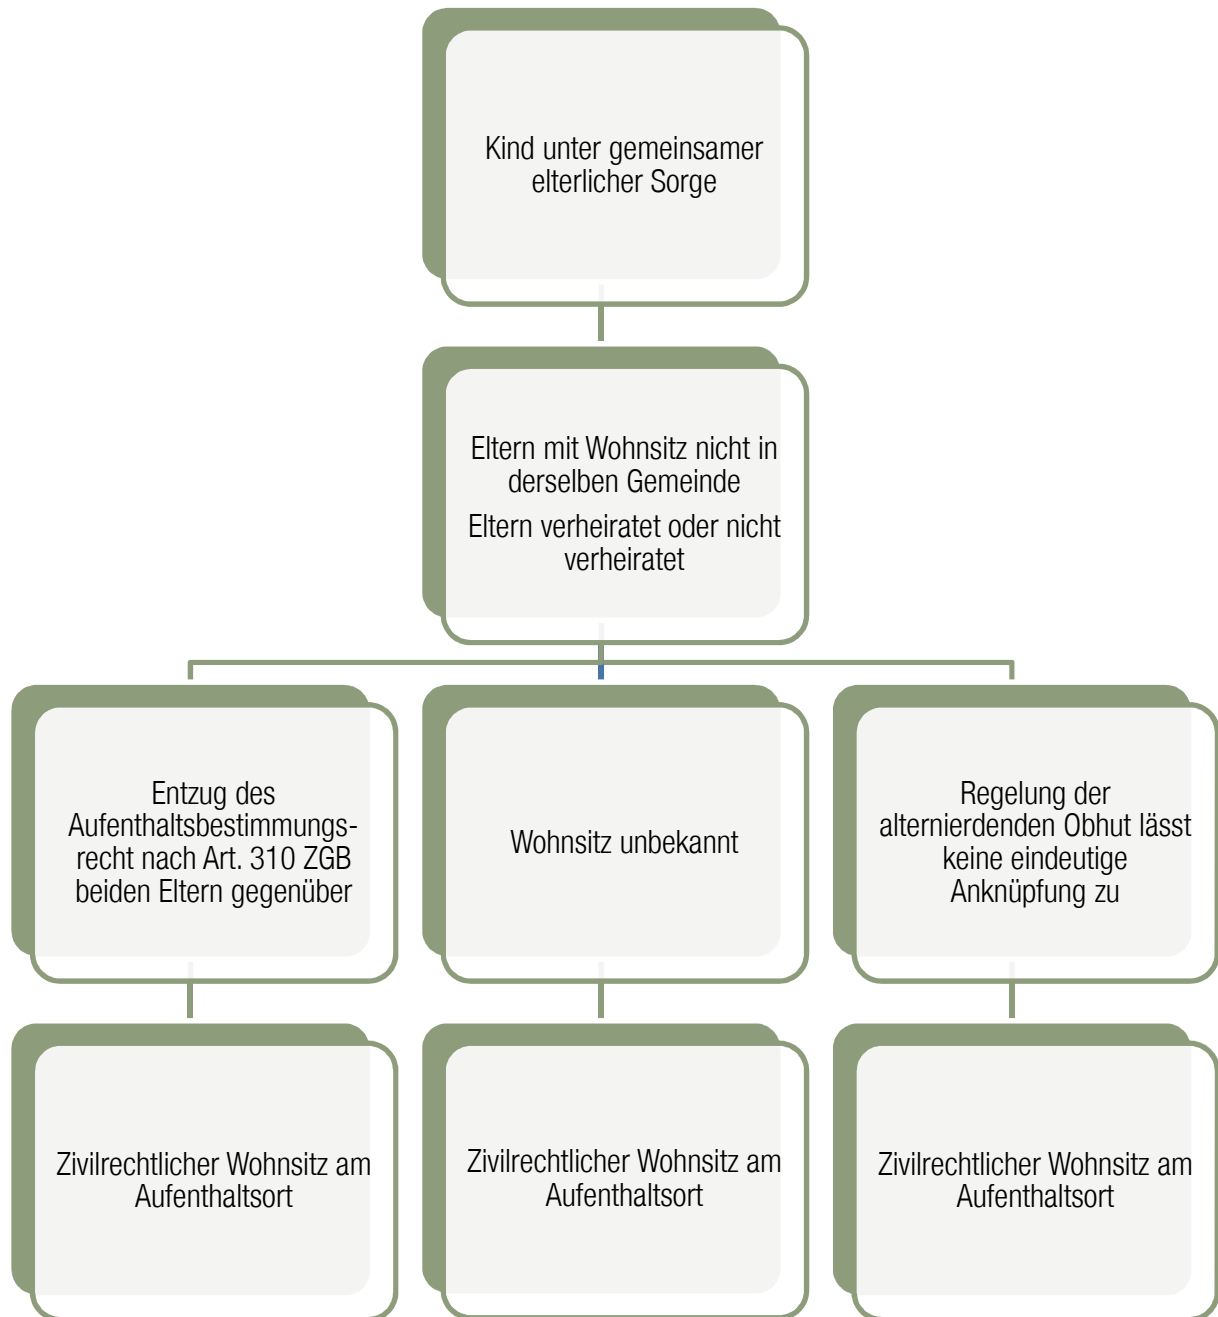 Kind unter gemeinsamer
elterlicher Sorge
Eltern mit Wohnsitz nicht in
derselben Gemeinde
Eltern verheiratet oder nicht
verheiratet
Entzug des
Aufenthaltsbestimmungs-
recht nach Art. 310 ZGB
beiden Eltern gegenüber
Wohnsitz unbekannt
Regelung der
alternierdenden Obhut lässt
keine eindeutige
Anknüpfung zu
Zivilrechtlicher Wohnsitz am
Aufenthaltsort
Zivilrechtlicher Wohnsitz am
Aufenthaltsort
Zivilrechtlicher Wohnsitz am
Aufenthaltsort